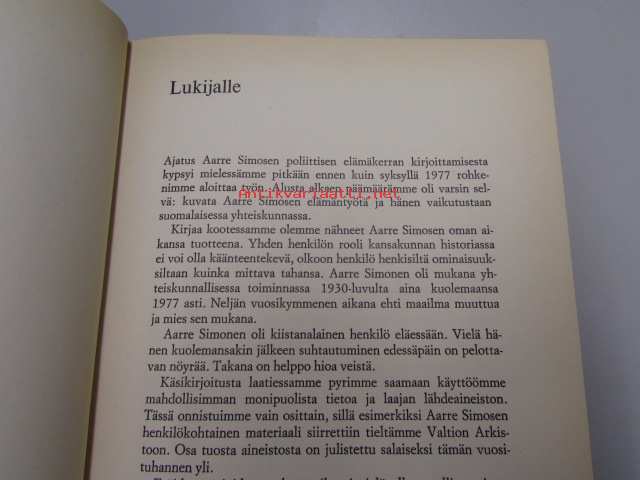 Lukijalle
Ajatus Aarre Simosen poliittisen elämäkerran kirjoittamisesta
kypsyi mielessämme pitkään ennen kuin syksyllä 1977 rohke-
nimme aloittaa työn. Alusta alkaen päämäärämme oli varsin sel-
vä: kuvata Aarre Simosen elämäntyötä ja hänen vaikutustaan
suomalaisessa yhteiskunnassa.
Antikvariaatti.net
Kirjaa kootessamme olemme nähneet Aarre Simosen oman ai-
kansa tuotteena. Yhden henkilön rooli kansakunnan historiassa
ei voi olla käänteentekevä, olkoon henkilö henkisiltä ominaisuuk-
siltaan kuinka mittava tahansa. Aarre Simonen oli mukana yh-
teiskunnallisessa toiminnassa 1930-luvulta aina kuolemaansa
1977 asti. Neljän vuosikymmenen aikana ehti maailma muuttua
ja mies sen mukana.
Aarre Simonen oli kiistanalainen henkilö eläessään. Vielä hä-
nen kuolemansakin jälkeen suhtautuminen edessäpäin on pelotta-
van nöyrää. Takana on helppo hioa veistä.
Käsikirjoitusta laatiessamme pyrimme saamaan käyttöömme
mahdollisimman monipuolista tietoa ja laajan lähdeaineiston.
Tässä onnistuimme vain osittain, sillä esimerkiksi Aarre Simosen
henkilökohtainen materiaali siirrettiin tieltämme Valtion Arkis-
toon. Osa tuosta aineistosta on julistettu salaiseksi tämän vuosi-
tuhannen yli.